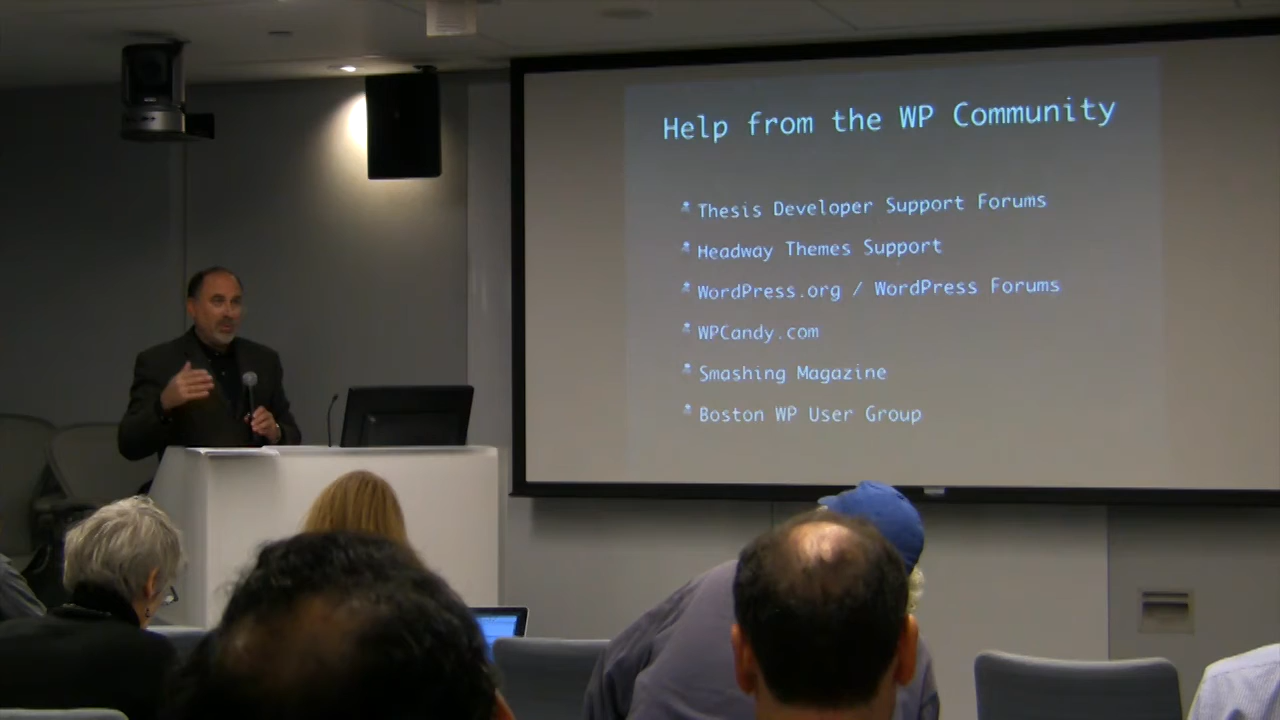 Help from the WP Community
Thesis Developer Support Forums
Headway Themes Support
WordPress.org / WordPress Forums
WPCandy.com
Smashing Magazine
Boston WP User Group